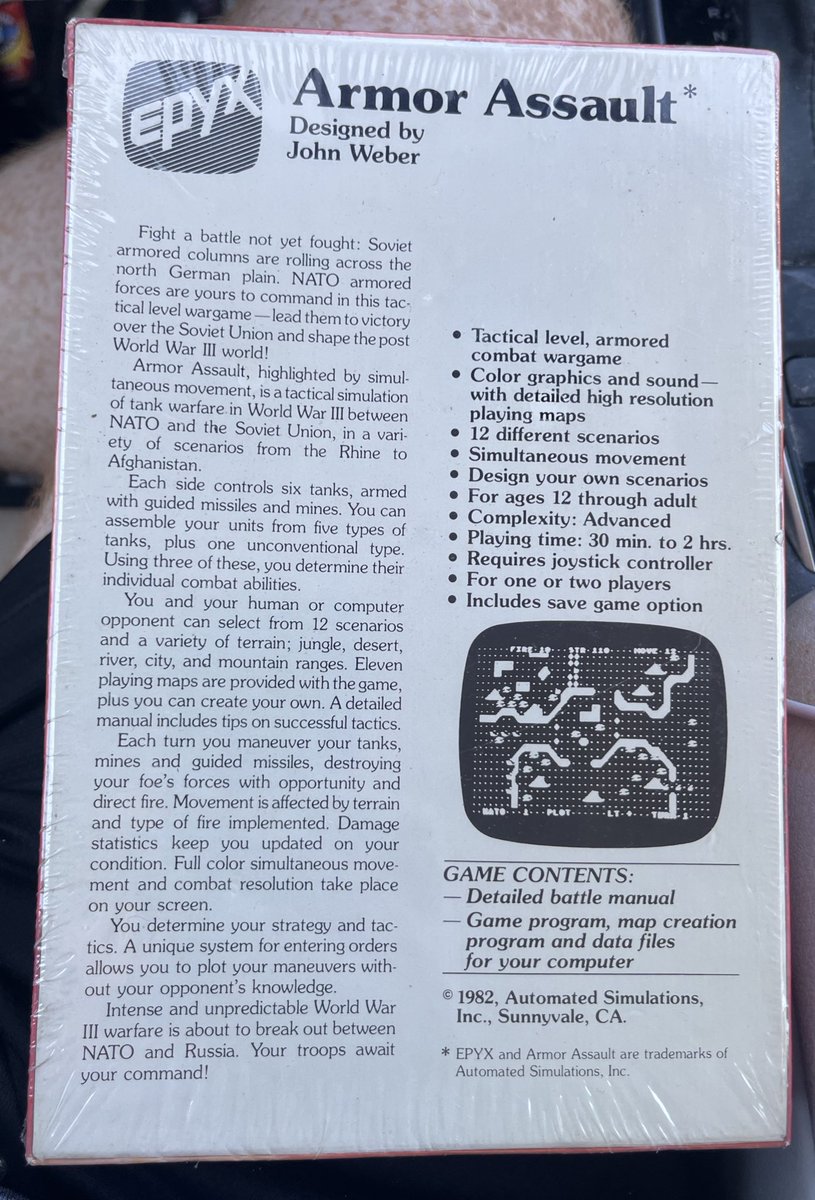 EPYX
Armor Assault*
Designed by
John Weber
Fight a battle not yet fought: Soviet
armored columns are rolling across the
north German plain. NATO armored
forces are yours to command in this tac-
tical level wargame—lead them to victory
over the Soviet Union and shape the post
World War III world!
Armor Assault, highlighted by simul-
taneous movement, is a tactical simulation
of tank warfare in World War III between
NATO and the Soviet Union, in a vari-
ety of scenarios from the Rhine to
Afghanistan.
Each side controls six tanks, armed
with guided missiles and mines. You can
assemble your units from five types of
tanks, plus one unconventional type.
Using three of these, you determine their
individual combat abilities.
You and your human or computer
opponent can select from 12 scenarios
and a variety of terrain; jungle, desert,
river, city, and mountain ranges. Eleven
playing maps are provided with the game,
plus you can create your own. A detailed
manual includes tips on successful tactics.
Each turn you maneuver your tanks,
mines and guided missiles, destroying
your foe's forces with opportunity and
direct fire. Movement is affected by terrain
and type of fire implemented. Damage
statistics keep you updated on your
condition. Full color simultaneous move-
ment and combat resolution take place
on your screen.
You determine your strategy and tac-
tics. A unique system for entering orders
allows you to plot your maneuvers with-
out your opponent's knowledge.
Intense and unpredictable World War
III warfare is about to break out between
NATO and Russia. Your troops await
your command!
• Tactical level, armored
combat wargame
• Color graphics and sound—
with detailed high resolution
playing maps
• 12 different scenarios
• Simultaneous movement
• Design your own scenarios
• For ages 12 through adult
• Complexity: Advanced
• Playing time: 30 min. to 2 hrs.
• Requires joystick controller
• For one or two players
• Includes save game option
FIRE STR 110 MOVE
NATO 1 PLOT LT TURN 1
GAME CONTENTS:
— Detailed battle manual
— Game program, map creation
program and data files
for your computer
© 1982, Automated Simulations,
Inc., Sunnyvale, CA.
* EPYX and Armor Assault are trademarks of
Automated Simulations, Inc.